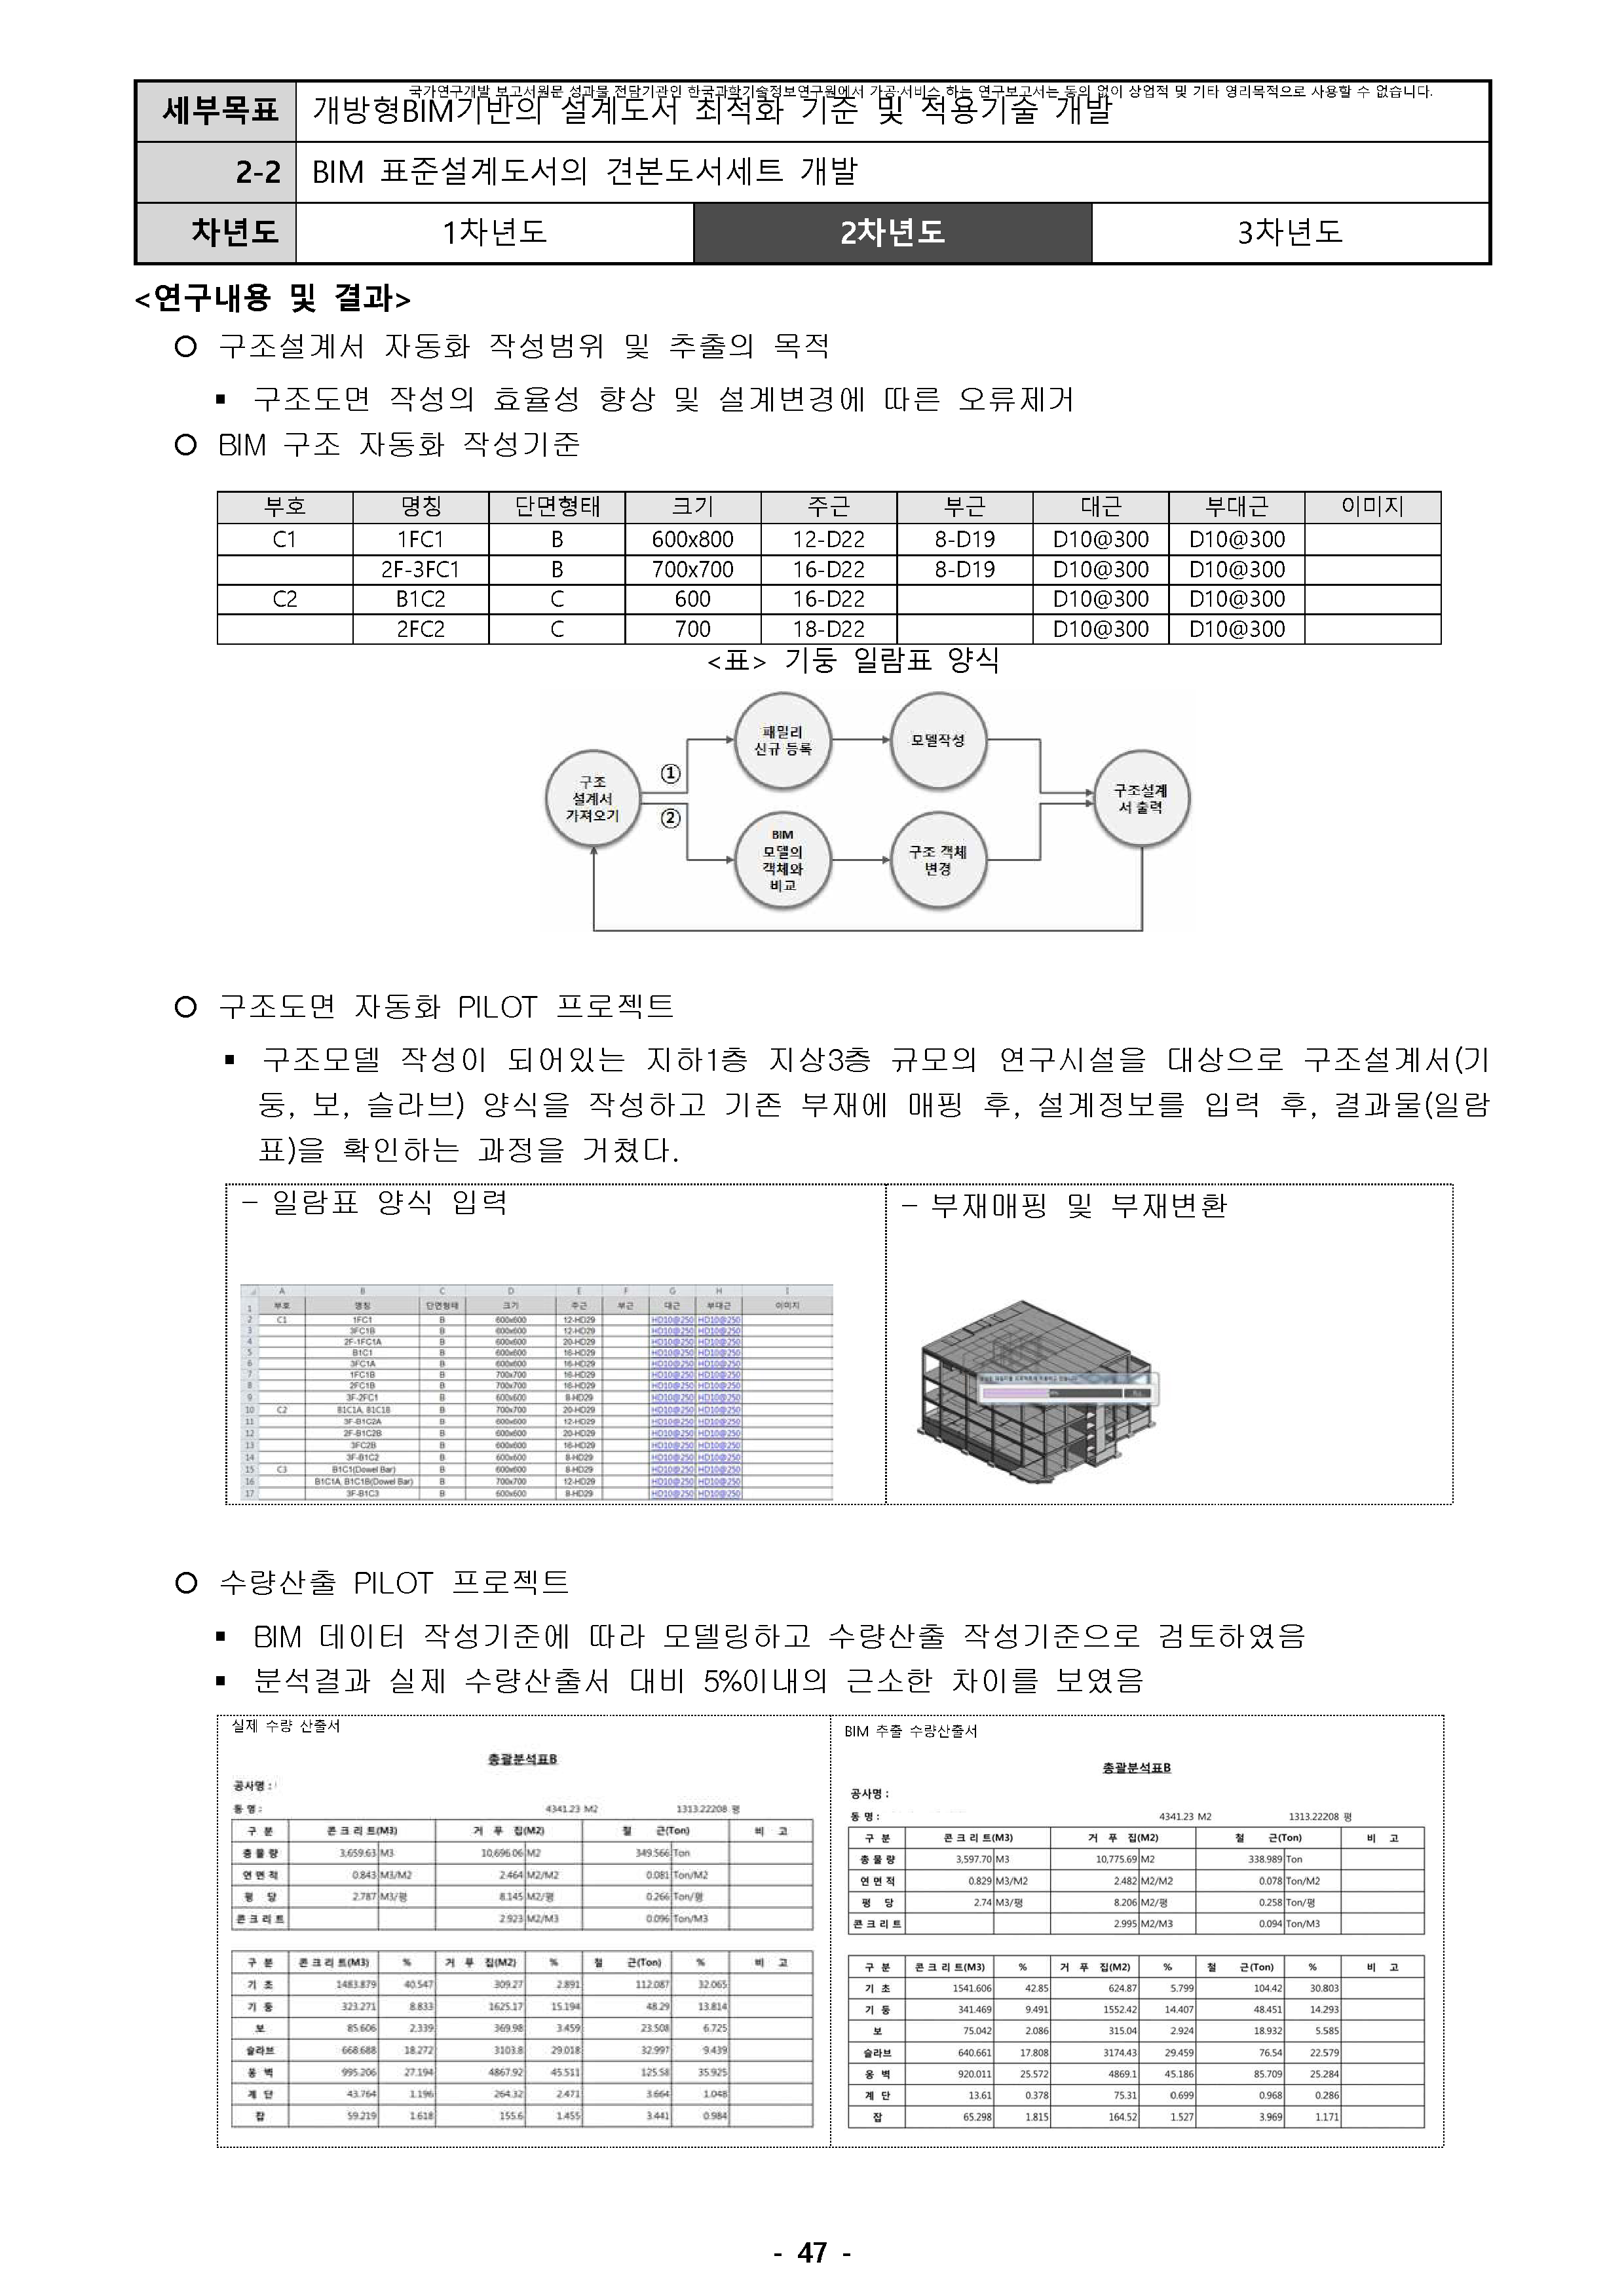 국가연구개발 보고서원문 성과물 전담기관인 한국과학기술정보연구원에서 가공·서비스 하는 연구보고서는 동의 없이 상업적 및 기타 영리목적으로 사용할 수 없습니다.
세부목표 개방형BIM기반의 설계도서 최적화 기준 및 적용기술 개발
2-2 BIM 표준설계도서의 견본도서세트 개발
차년도 1차년도 2차년도 3차년도
<연구내용 및 결과>
○ 구조설계서 자동화 작성범위 및 추출의 목적
▪ 구조도면 작성의 효율성 향상 및 설계변경에 따른 오류제거
○ BIM 구조 자동화 작성기준
부호 명칭 단면형태 크기 주근 부근 대근 부대근 이미지
C1 1FC1 B 600x800 12-D22 8-D19 D10@300 D10@300
2F-3FC1 B 700x700 16-D22 8-D19 D10@300 D10@300
C2 B1C2 C 600 16-D22 D10@300 D10@300
2FC2 C 700 18-D22 D10@300 D10@300
<표> 기둥 일람표 양식
구조
설계서
가져오기
①
②
패밀리
신규 등록
모델작성
BIM
모델의
객체와
비교
구조 객체
변경
구조설계
서 출력
○ 구조도면 자동화 PILOT 프로젝트
▪ 구조모델 작성이 되어있는 지하1층 지상3층 규모의 연구시설을 대상으로 구조설계서(기
둥, 보, 슬라브) 양식을 작성하고 기존 부재에 매핑 후, 설계정보를 입력 후, 결과물(일람
표)을 확인하는 과정을 거쳤다.
- 일람표 양식 입력
A B C D E F G H I
1 부호 명칭 단면형태 크기 주근 부근 대근 부대근 이미지
2 C1 1FC1 B 600x600 12-HD29 HD10@250 HD10@250
3 3FC1B B 600x600 12-HD29 HD10@250 HD10@250
4 2F-1FC1A B 600x600 20-HD29 HD10@250 HD10@250
5 B1C1 B 600x600 16-HD29 HD10@250 HD10@250
6 3FC1A B 600x600 16-HD29 HD10@250 HD10@250
7 1FC1B B 700x700 16-HD29 HD10@250 HD10@250
8 2FC1B B 700x700 16-HD29 HD10@250 HD10@250
9 3F-2FC1 B 600x600 8-HD29 HD10@250 HD10@250
10 C2 B1C1A, B1C1B B 700x700 20-HD29 HD10@250 HD10@250
11 3F-B1C2A B 600x600 12-HD29 HD10@250 HD10@250
12 2F-B1C2B B 600x600 20-HD29 HD10@250 HD10@250
13 3FC2B B 600x600 16-HD29 HD10@250 HD10@250
14 3F-B1C2 B 600x600 8-HD29 HD10@250 HD10@250
15 C3 B1C1(Dowel Bar) B 600x600 8-HD29 HD10@250 HD10@250
16 B1C1A, B1C1B(Dowel Bar) B 700x700 12-HD29 HD10@250 HD10@250
17 3F-B1C3 B 600x600 8-HD29 HD10@250 HD10@250
- 부재매핑 및 부재변환
○ 수량산출 PILOT 프로젝트
▪ BIM 데이터 작성기준에 따라 모델링하고 수량산출 작성기준으로 검토하였음
▪ 분석결과 실제 수량산출서 대비 5%이내의 근소한 차이를 보였음
실제 수량 산출서
총괄분석표B
공사명 :
동 명 : 4341.23 M2 1313.22208 평
구 분 콘크리트(M3) 거 푸 집(M2) 철 근(Ton) 비 고
총 물 량 3,659.63 M3 10,696.06 M2 349.566 Ton
연 면 적 0.843 M3/M2 2.464 M2/M2 0.081 Ton/M2
평 당 2.787 M3/평 8.145 M2/평 0.266 Ton/평
콘크리트 2.923 M2/M3 0.096 Ton/M3
구 분 콘크리트(M3) % 거 푸 집(M2) % 철 근(Ton) % 비 고
기 초 1483.879 40.547 309.27 2.891 112.087 32.065
기 둥 323.271 8.833 1625.17 15.194 48.29 13.814
보 85.606 2.339 369.98 3.459 23.508 6.725
슬라브 668.688 18.272 3103.8 29.018 32.997 9.439
옹 벽 995.206 27.194 4867.92 45.511 125.58 35.925
계 단 43.764 1.196 264.32 2.471 3.664 1.048
잡 59.219 1.618 155.6 1.455 3.441 0.984
BIM 추출 수량산출서
총괄분석표B
공사명 :
동 명 : 4341.23 M2 1313.22208 평
구 분 콘크리트(M3) 거 푸 집(M2) 철 근(Ton) 비 고
총 물 량 3,597.70 M3 10,775.69 M2 338.989 Ton
연 면 적 0.829 M3/M2 2.482 M2/M2 0.078 Ton/M2
평 당 2.74 M3/평 8.206 M2/평 0.258 Ton/평
콘크리트 2.995 M2/M3 0.094 Ton/M3
구 분 콘크리트(M3) % 거 푸 집(M2) % 철 근(Ton) % 비 고
기 초 1541.606 42.85 624.87 5.799 104.42 30.803
기 둥 341.469 9.491 1552.42 14.407 48.451 14.293
보 75.042 2.086 315.04 2.924 18.932 5.585
슬라브 640.661 17.808 3174.43 29.459 76.54 22.579
옹 벽 920.011 25.572 4869.1 45.186 85.709 25.284
계 단 13.61 0.378 75.31 0.699 0.968 0.286
잡 65.298 1.815 164.52 1.527 3.969 1.171
- 47 -